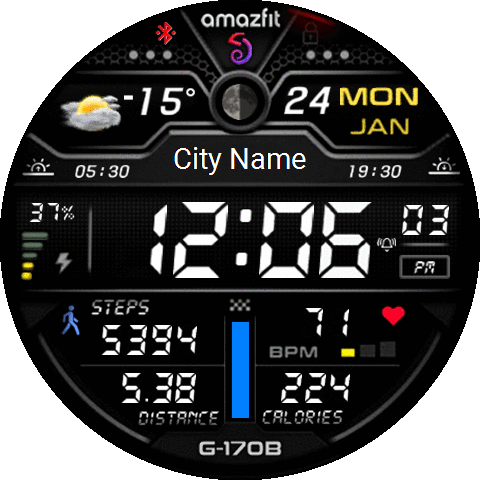 amazfit
-15° 24 MON
JAN
City Name
05:30 19:30
37% 12:06 03
PM
STEPS
5394 71
BPM
5.38 224
DISTANCE CALORIES
G-170B